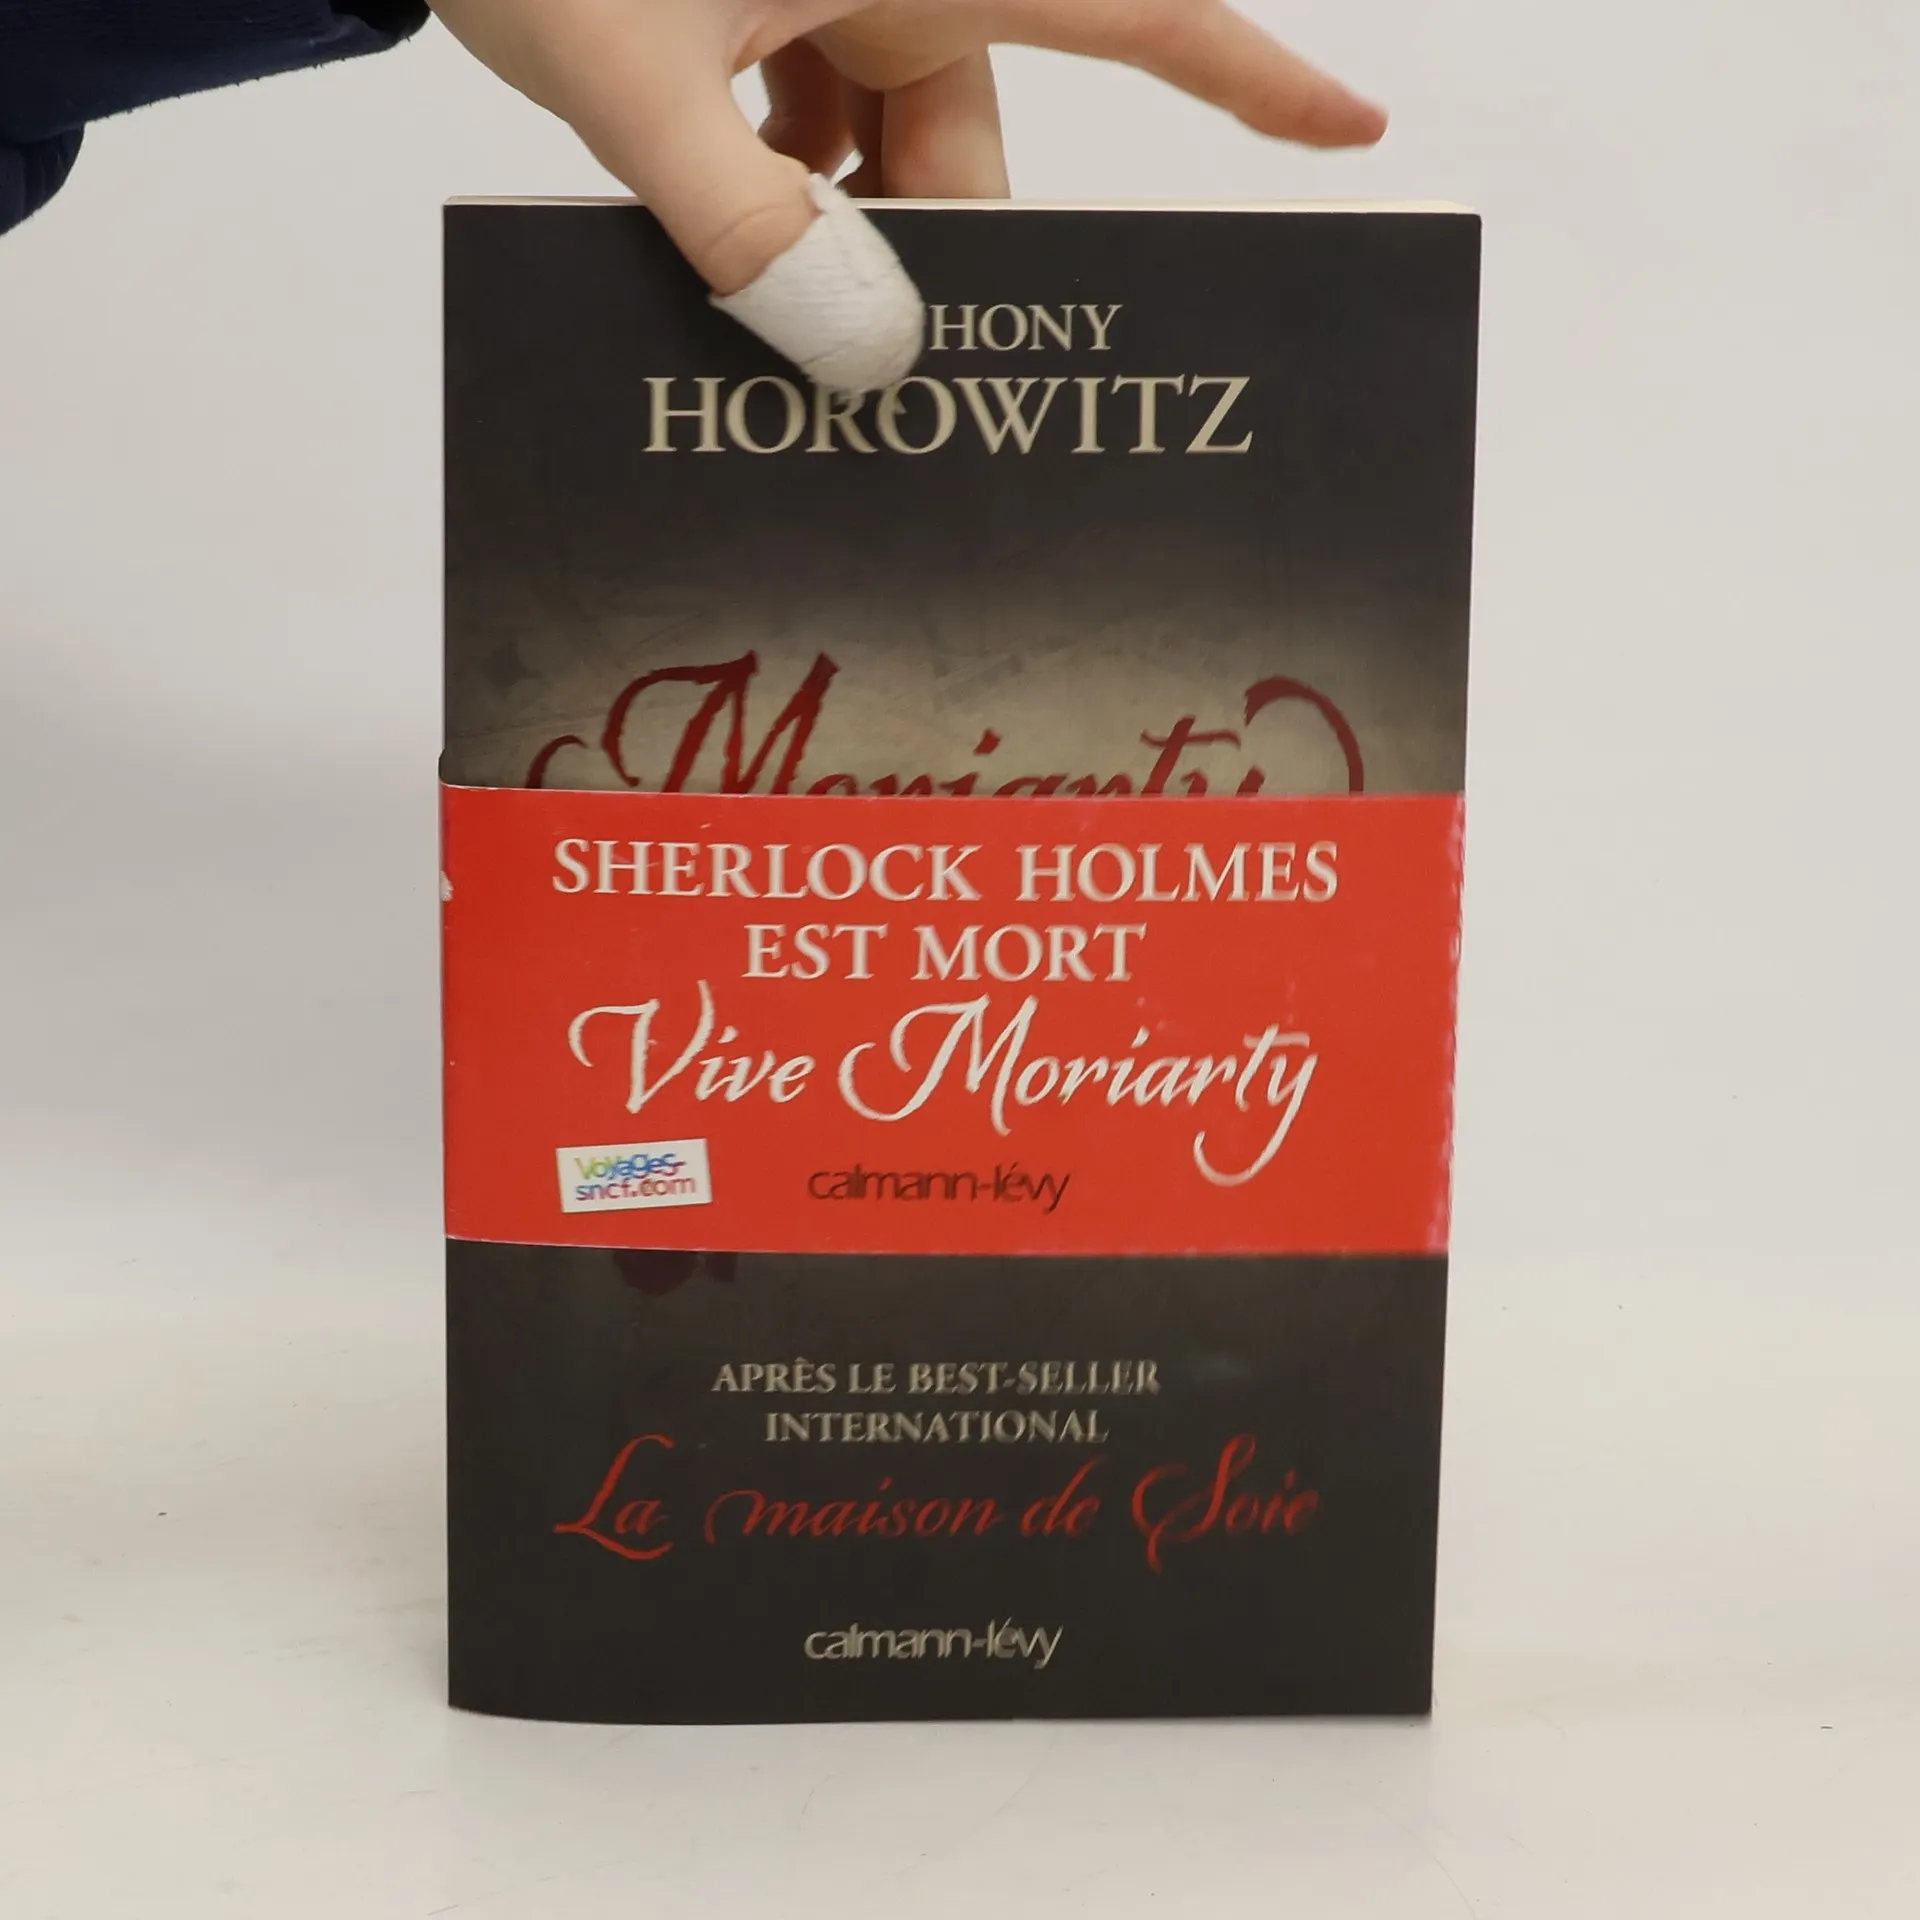 HONY
HOROWITZ
Moriarty
SHERLOCK HOLMES
EST MORT
Vive Moriarty
Voyages-
sncf.com
calmann-lévy
APRÈS LE BEST-SELLER
INTERNATIONAL
La maison de Soie
calmann-lévy